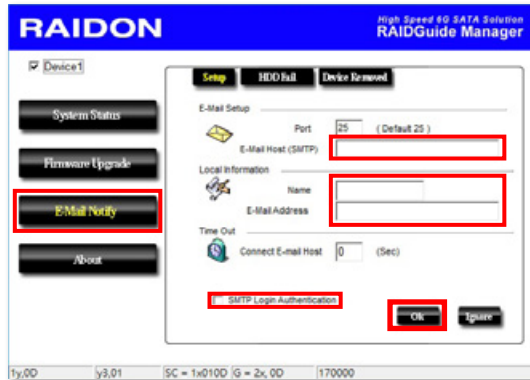 RAIDON
High Speed 6G SATA Solution
RAIDGuide Manager
Device1
Setup HDD Fail Device Removed
System Status
Firmware Upgrade
E-Mail Notify
About
E-Mail Setup
Port 25 ( Default 25 )
E-Mail Host (SMTP)
Local Information
Name
E-Mail Address
Time Out
Connect E-mail Host 0 (Sec)
SMTP Login Authentication
Ok Ignore
1y,0D y3,01 SC = 1x010D G = 2x, 0D 170000